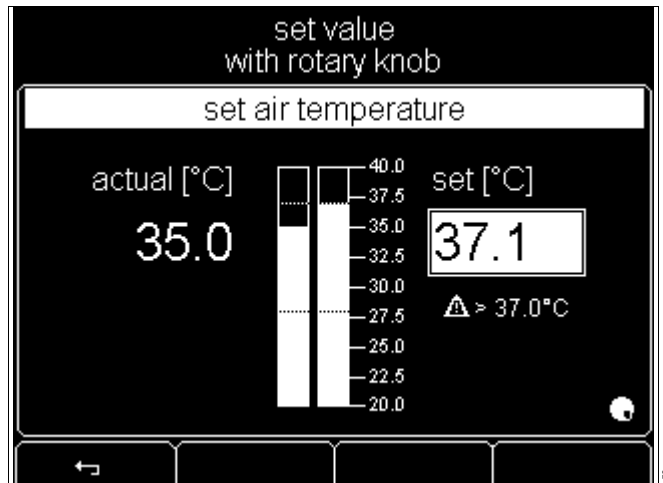 set value
with rotary knob
set air temperature
actual [°C]
35.0
40.0
37.5
35.0
32.5
30.0
27.5
25.0
22.5
20.0
set [°C]
37.1
⚠ > 37.0°C